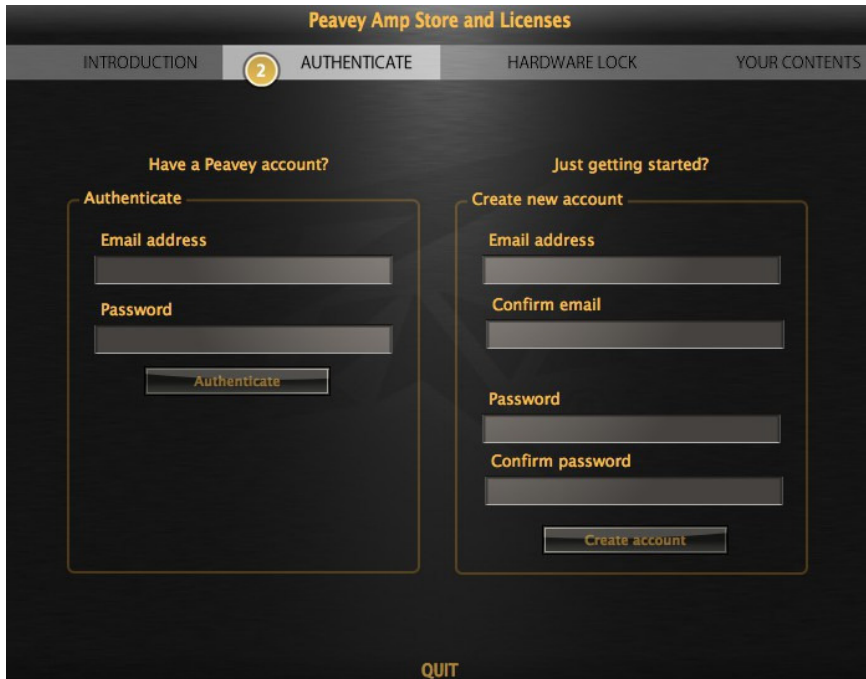 Peavey Amp Store and Licenses
INTRODUCTION
2
AUTHENTICATE
HARDWARE LOCK
YOUR CONTENTS
Have a Peavey account?
Authenticate
Email address
Password
Authenticate
Just getting started?
Create new account
Email address
Confirm email
Password
Confirm password
Create account
QUIT